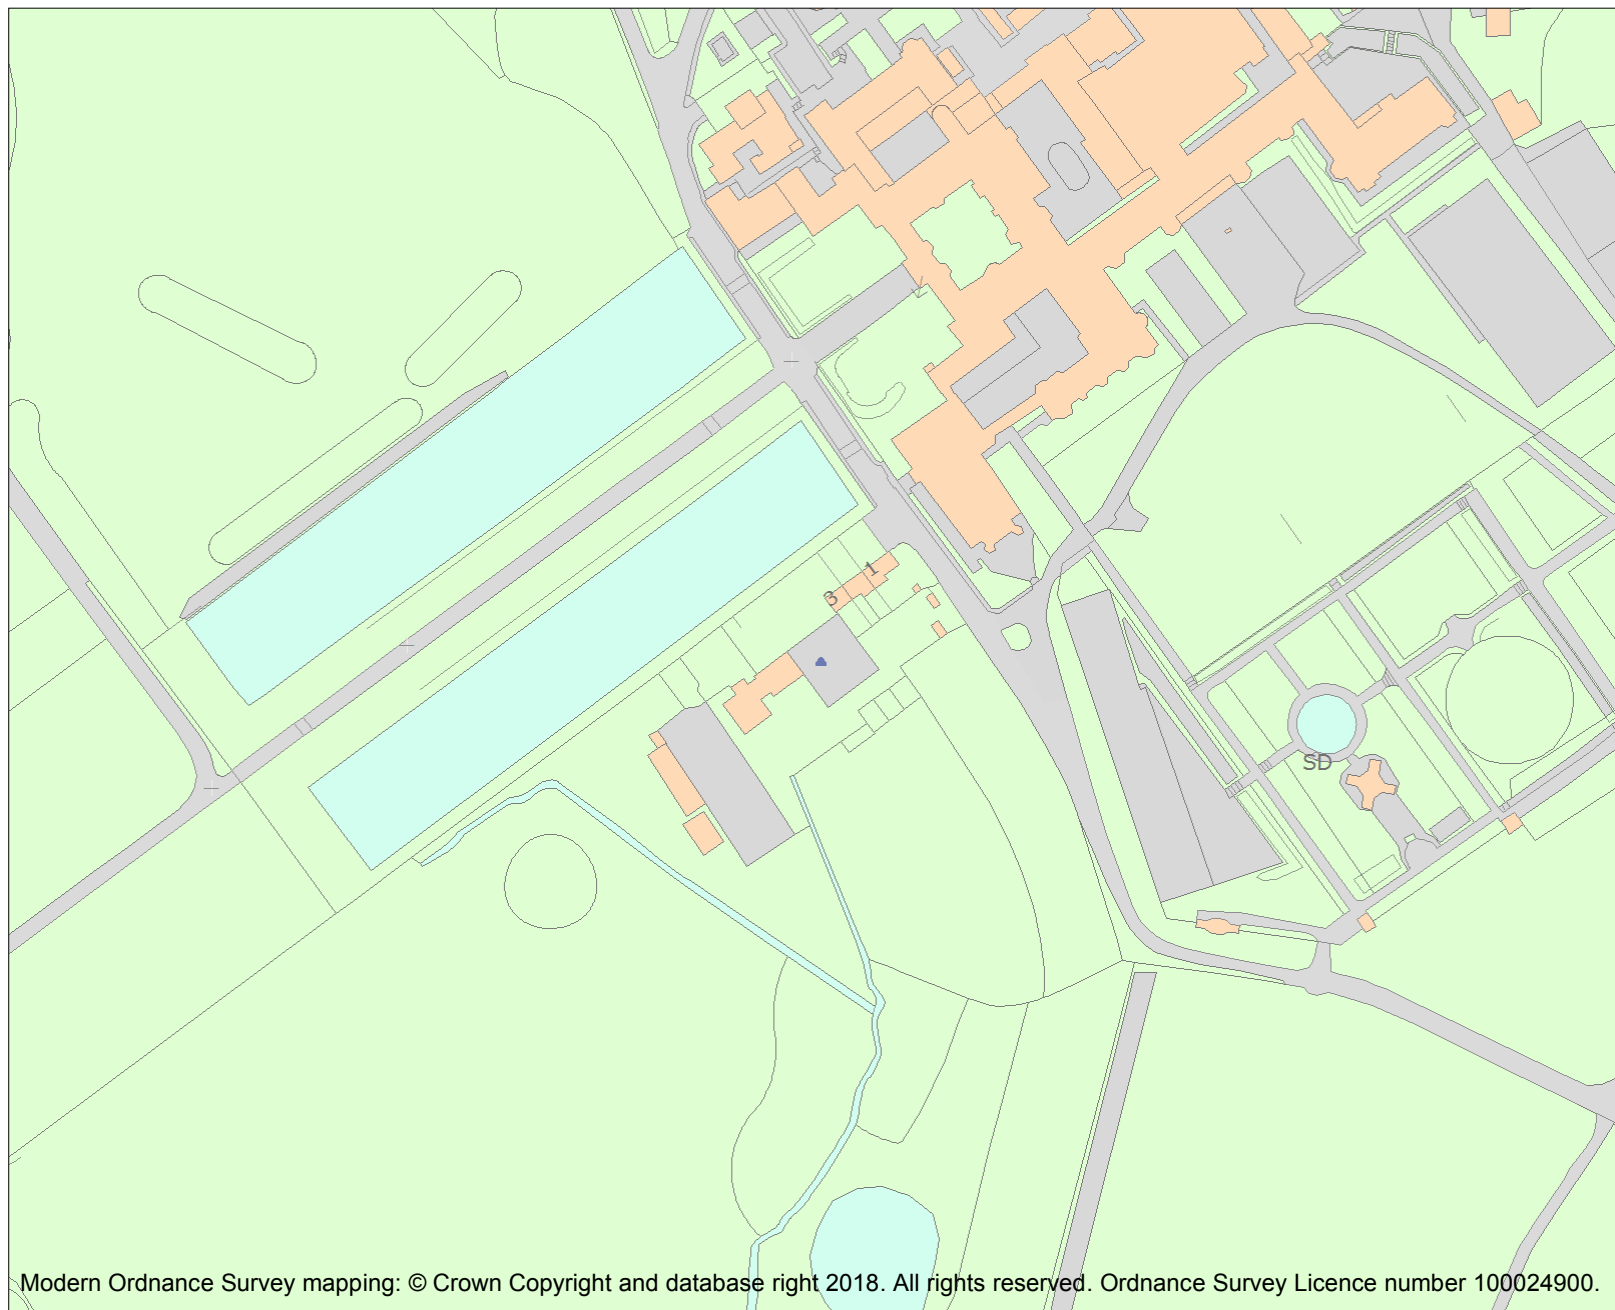 1
3
SD
Modern Ordnance Survey mapping: © Crown Copyright and database right 2018. All rights reserved. Ordnance Survey Licence number 100024900.